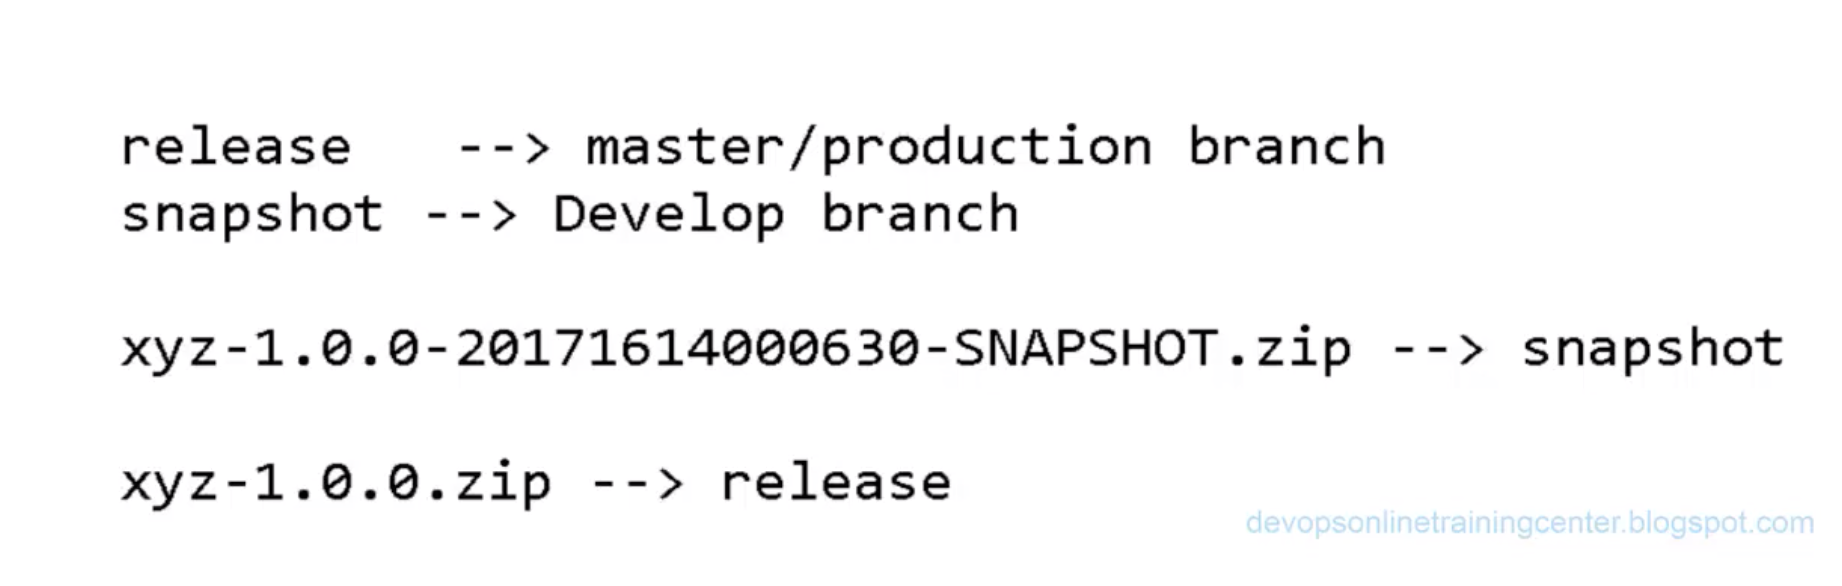 release --> master/production branch
snapshot --> Develop branch
xyz-1.0.0-20171614000630-SNAPSHOT.zip --> snapshot
xyz-1.0.0.zip --> release
devopsonlinetrainingcenter.blogspot.com